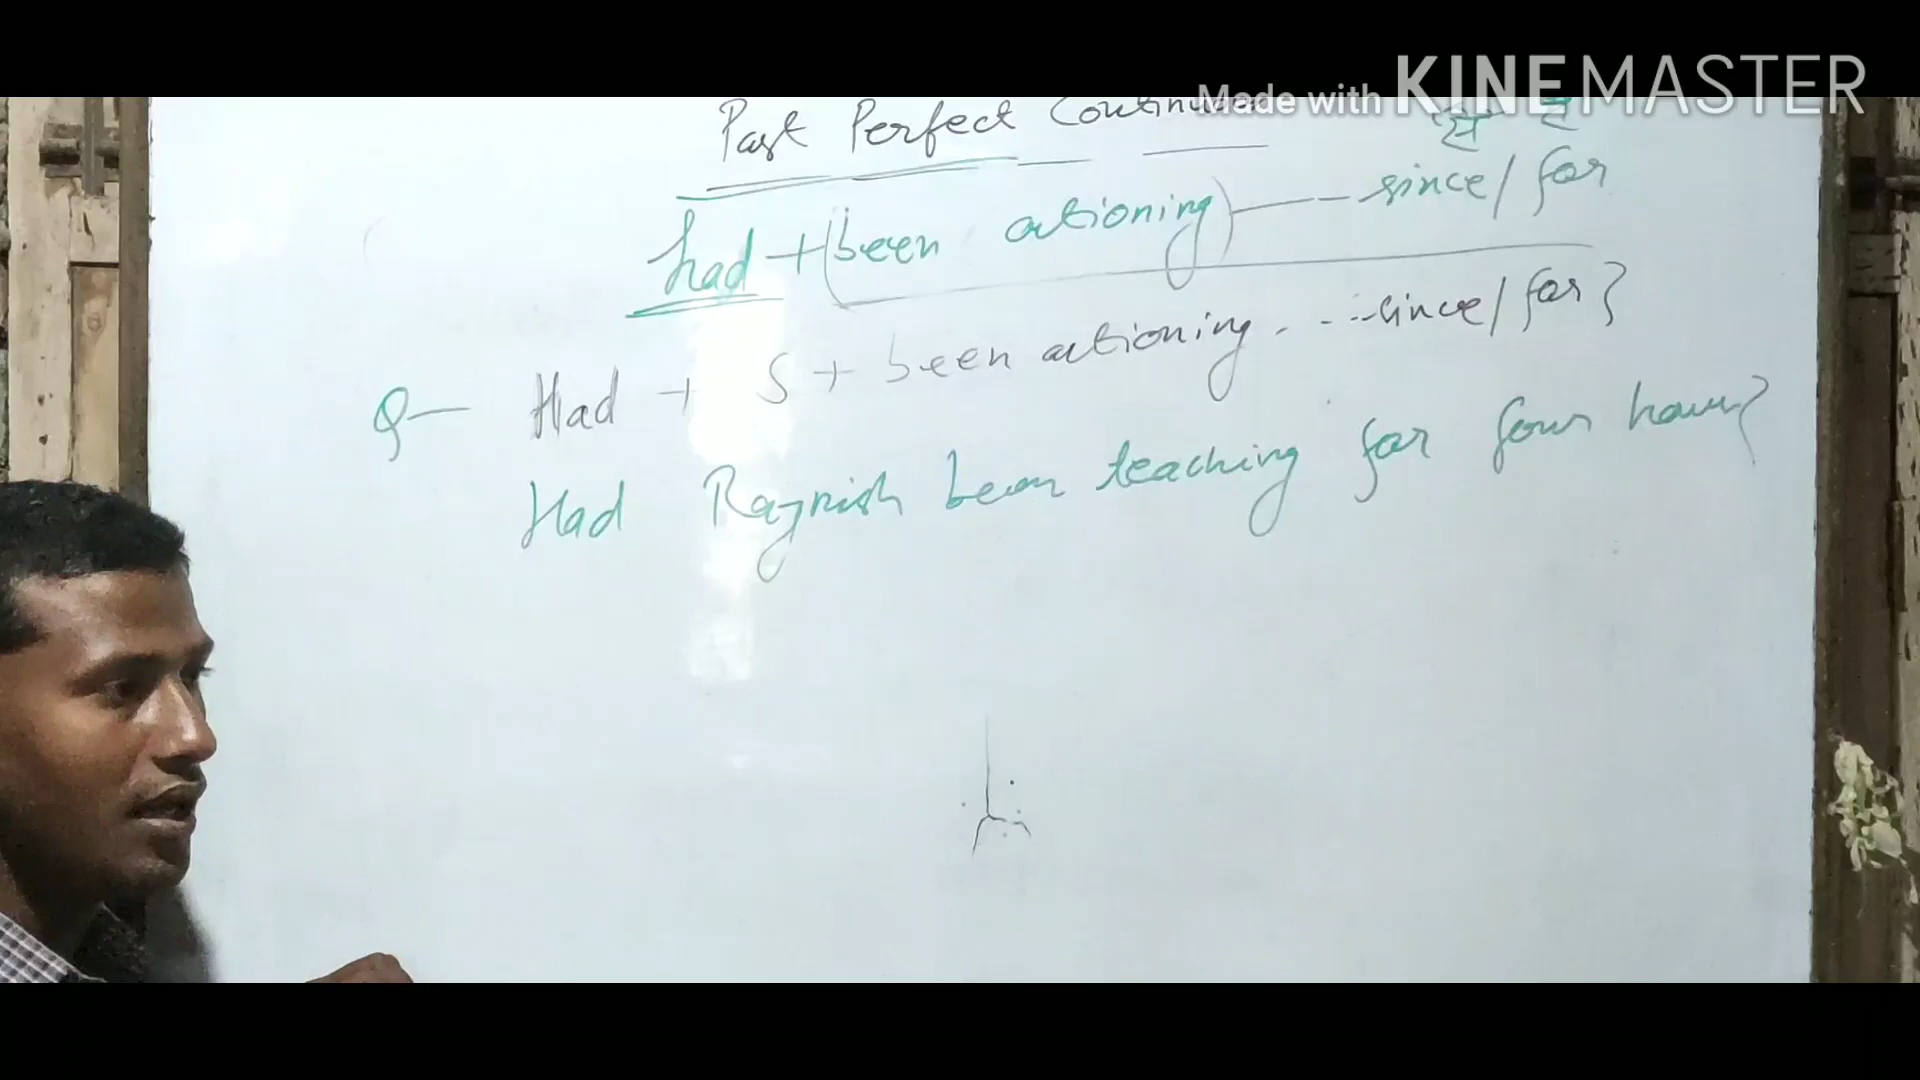 Made with KINEMASTER
Past Perfect Continuous
had + (been actioning) --- since/for
Q- Had + S + been actioning. - - - since/for?
Had Rajnish been teaching for four hours?